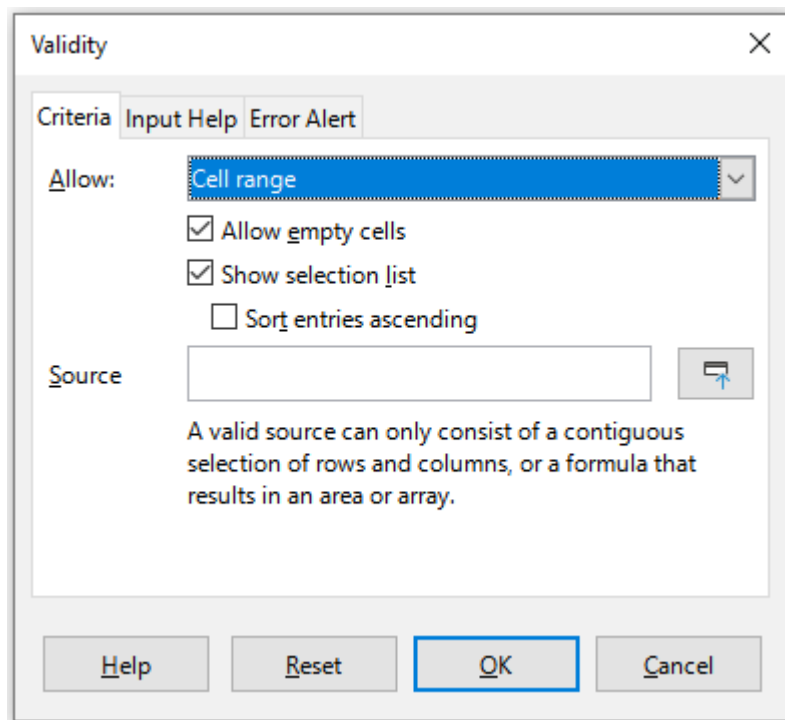 Validity
Criteria Input Help Error Alert
Allow: Cell range
Allow empty cells
Show selection list
Sort entries ascending
Source
A valid source can only consist of a contiguous
selection of rows and columns, or a formula that
results in an area or array.
Help Reset OK Cancel